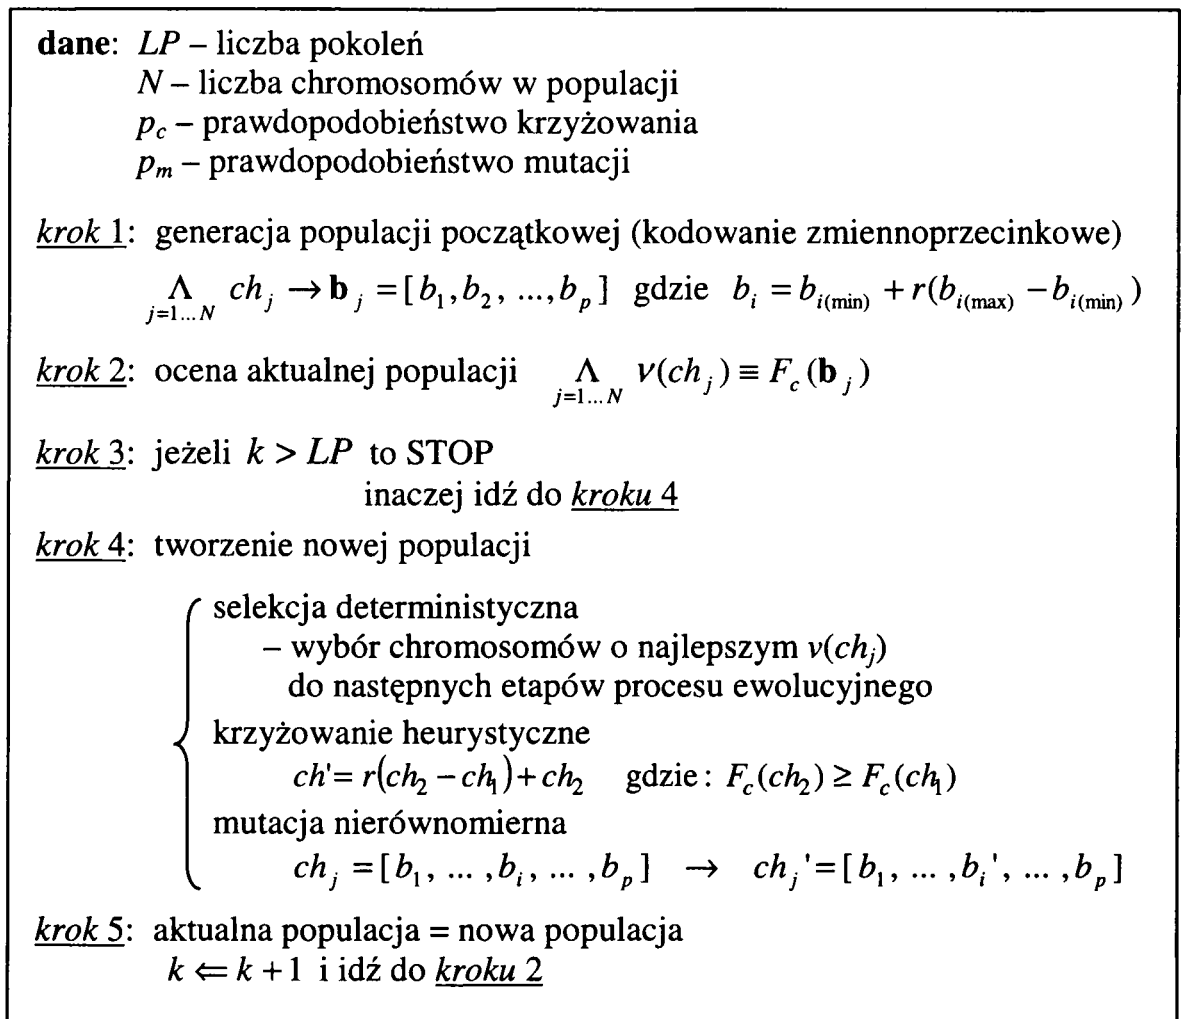 dane: LP – liczba pokoleń
N – liczba chromosomów w populacji
p_c – prawdopodobieństwo krzyżowania
p_m – prawdopodobieństwo mutacji
krok 1: generacja populacji początkowej (kodowanie zmiennoprzecinkowe)
Λ_{j=1...N} ch_j → b_j = [b_1, b_2, ..., b_p] gdzie b_i = b_{i(min)} + r(b_{i(max)} − b_{i(min)})
krok 2: ocena aktualnej populacji Λ_{j=1...N} ν(ch_j) ≡ F_c(b_j)
krok 3: jeżeli k > LP to STOP
inaczej idź do kroku 4
krok 4: tworzenie nowej populacji
selekcja deterministyczna
– wybór chromosomów o najlepszym v(ch_j)
do następnych etapów procesu ewolucyjnego
krzyżowanie heurystyczne
ch' = r(ch_2 − ch_1) + ch_2 gdzie: F_c(ch_2) ≥ F_c(ch_1)
mutacja nierównomierna
ch_j = [b_1, ... , b_i, ... , b_p] → ch_j' = [b_1, ... , b_i', ... , b_p]
krok 5: aktualna populacja = nowa populacja
k ⇐ k + 1 i idź do kroku 2